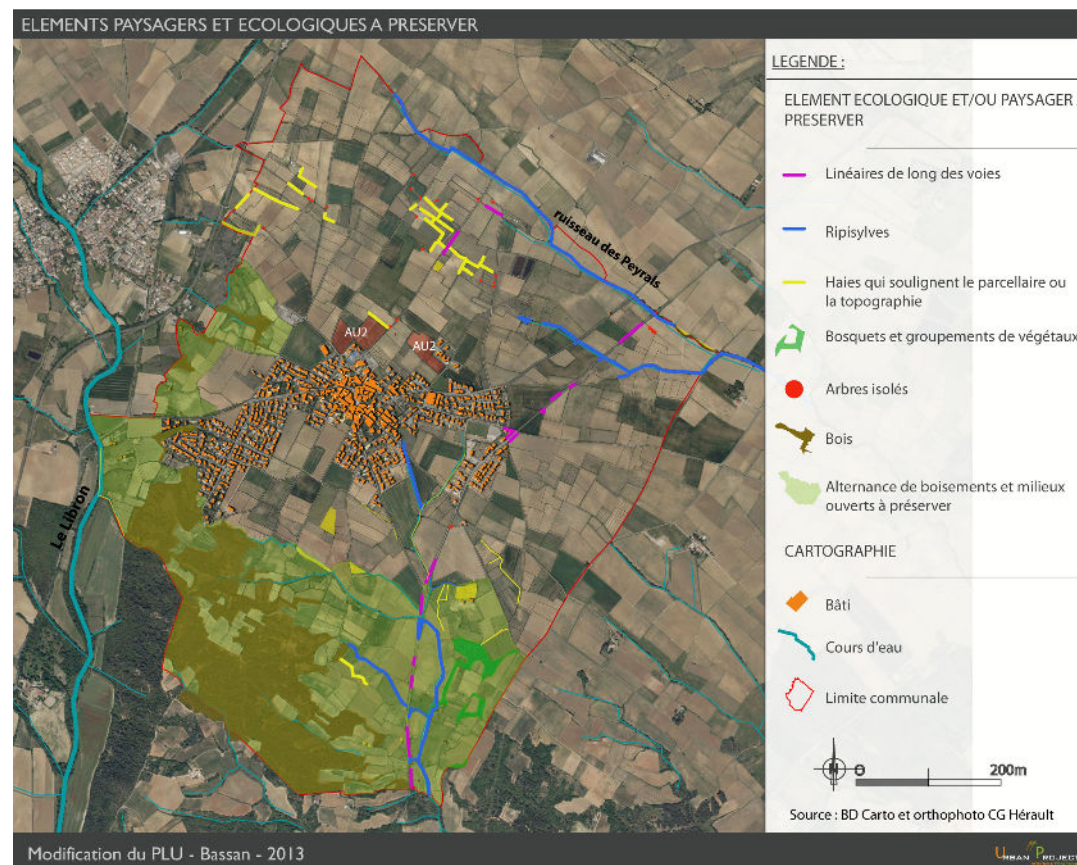 ELEMENTS PAYSAGERS ET ECOLOGIQUES A PRESERVER
LEGENDE :
ELEMENT ECOLOGIQUE ET/OU PAYSAGER
PRESERVER
Linéaires de long des voies
Ripisylves
Haies qui soulignent le parcellaire ou
la topographie
Bosquets et groupements de végétaux
Arbres isolés
Bois
Alternance de boisements et milieux
ouverts à préserver
CARTOGRAPHIE
Bâti
Cours d'eau
Limite communale
N
0
200m
Source : BD Carto et orthophoto CG Hérault
ruisseau des Peyrals
AU2
AU2
Le Libron
Modification du PLU - Bassan - 2013
URBAN PROJECT